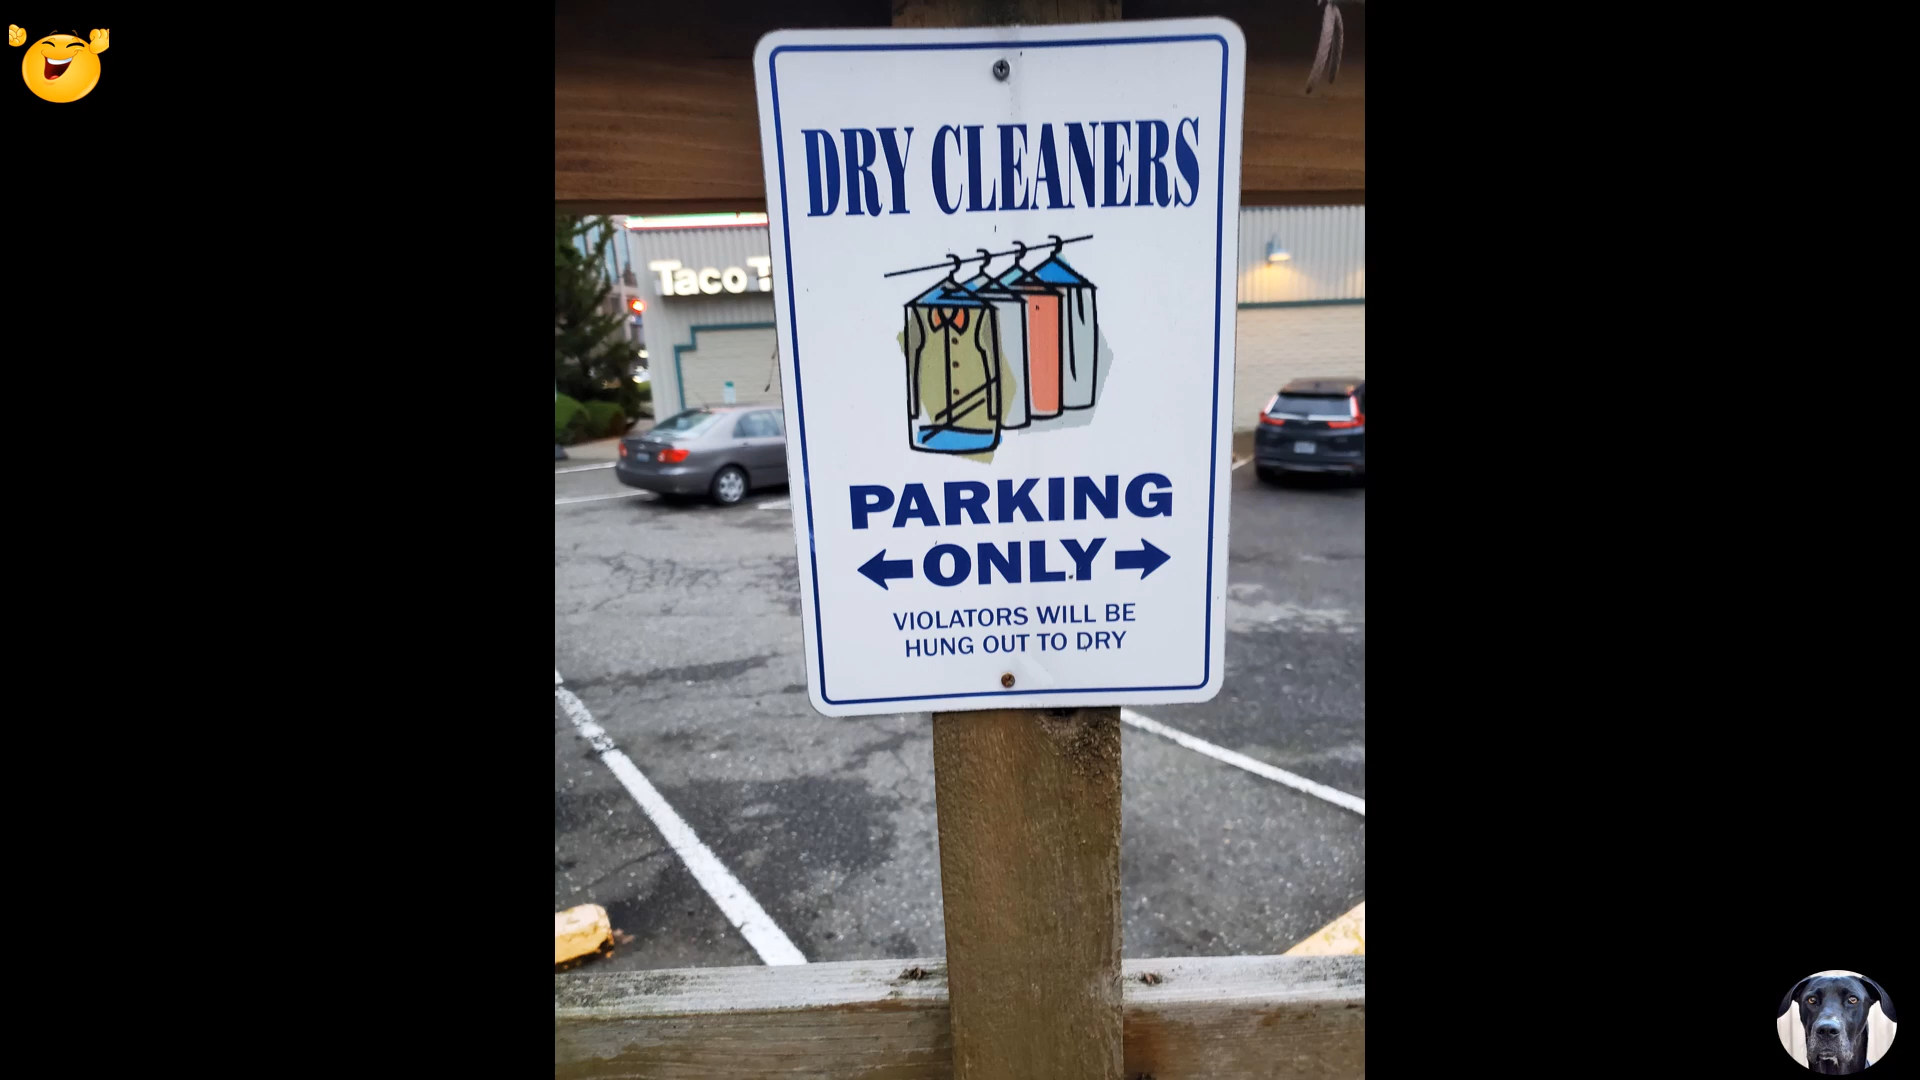 DRY CLEANERS
Taco T
PARKING
←ONLY→
VIOLATORS WILL BE
HUNG OUT TO DRY